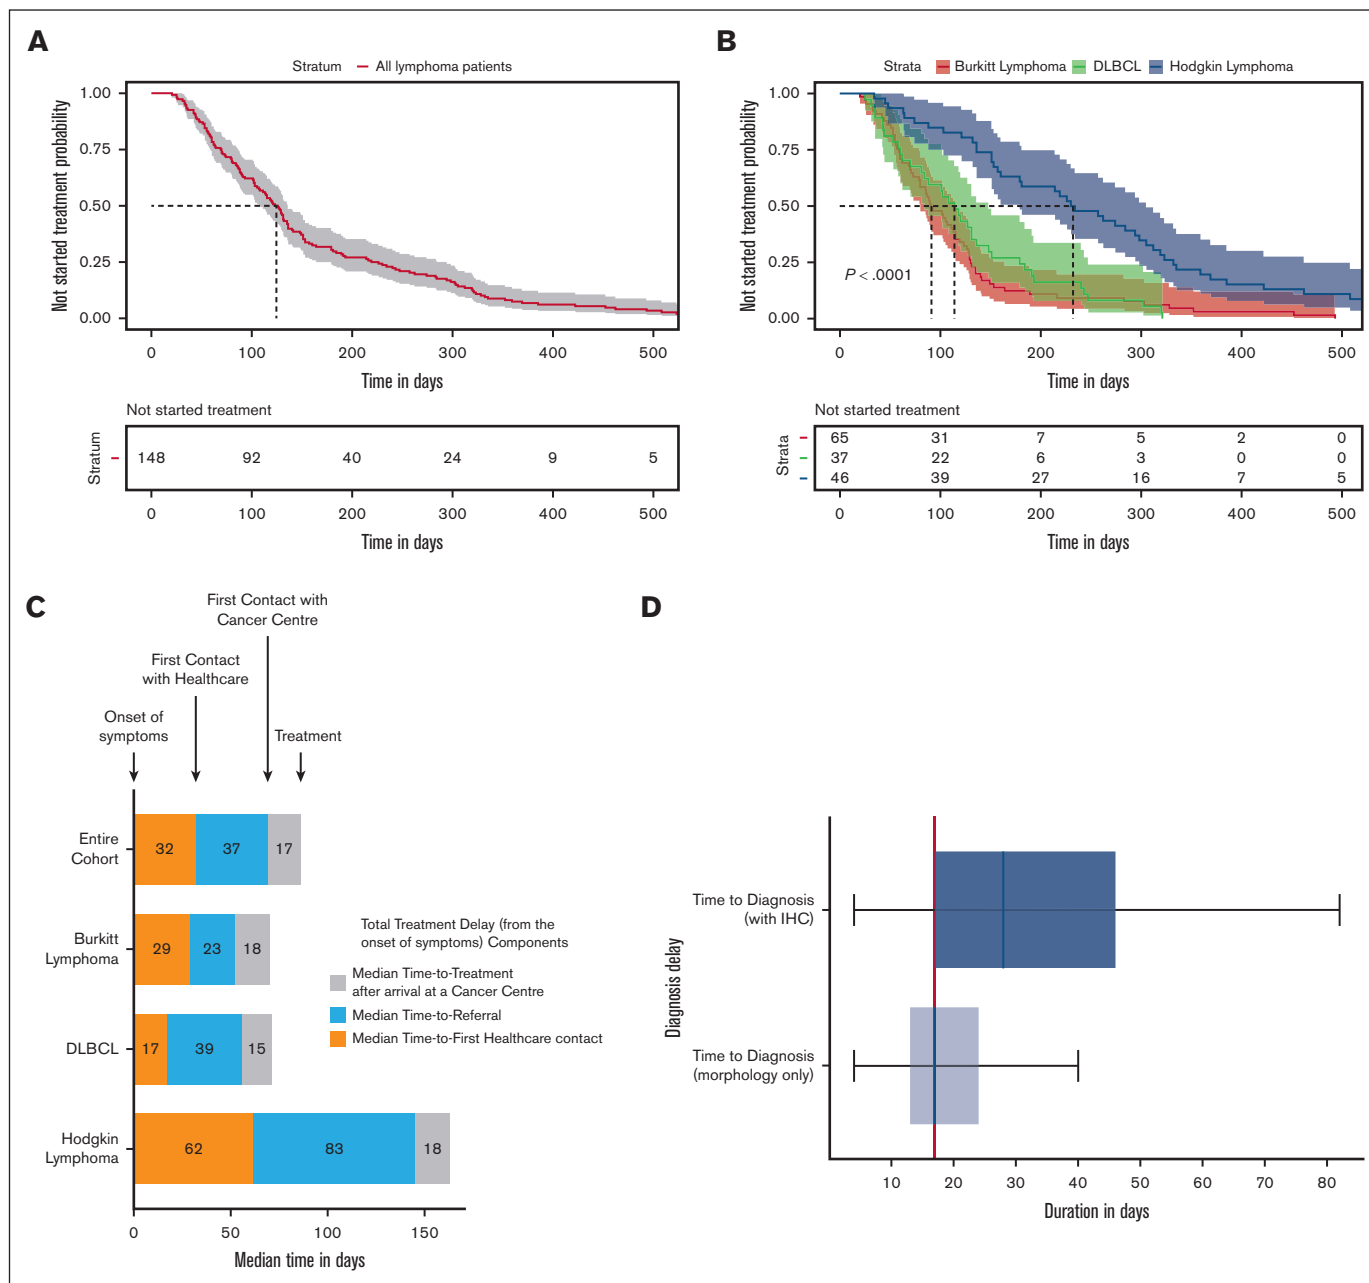 A
Stratum All lymphoma patients
Not started treatment probability
1.00
0.75
0.50
0.25
0.00
0 100 200 300 400 500
Time in days
Not started treatment
Stratum
148 92 40 24 9 5
0 100 200 300 400 500
Time in days
B
Strata Burkitt Lymphoma DLBCL Hodgkin Lymphoma
Not started treatment probability
1.00
0.75
0.50
0.25
0.00
P < .0001
0 100 200 300 400 500
Time in days
Not started treatment
Strata
65 31 7 5 2 0
37 22 6 3 0 0
46 39 27 16 7 5
0 100 200 300 400 500
Time in days
C
First Contact with
Cancer Centre
First Contact
with Healthcare
Onset of
symptoms
Treatment
Entire
Cohort
32 37 17
Burkitt
Lymphoma
29 23 18
DLBCL
17 39 15
Hodgkin
Lymphoma
62 83 18
Total Treatment Delay (from the
onset of symptoms) Components
Median Time-to-Treatment
after arrival at a Cancer Centre
Median Time-to-Referral
Median Time-to-First Healthcare contact
0 50 100 150
Median time in days
D
Diagnosis delay
Time to Diagnosis
(with IHC)
Time to Diagnosis
(morphology only)
10 20 30 40 50 60 70 80
Duration in days